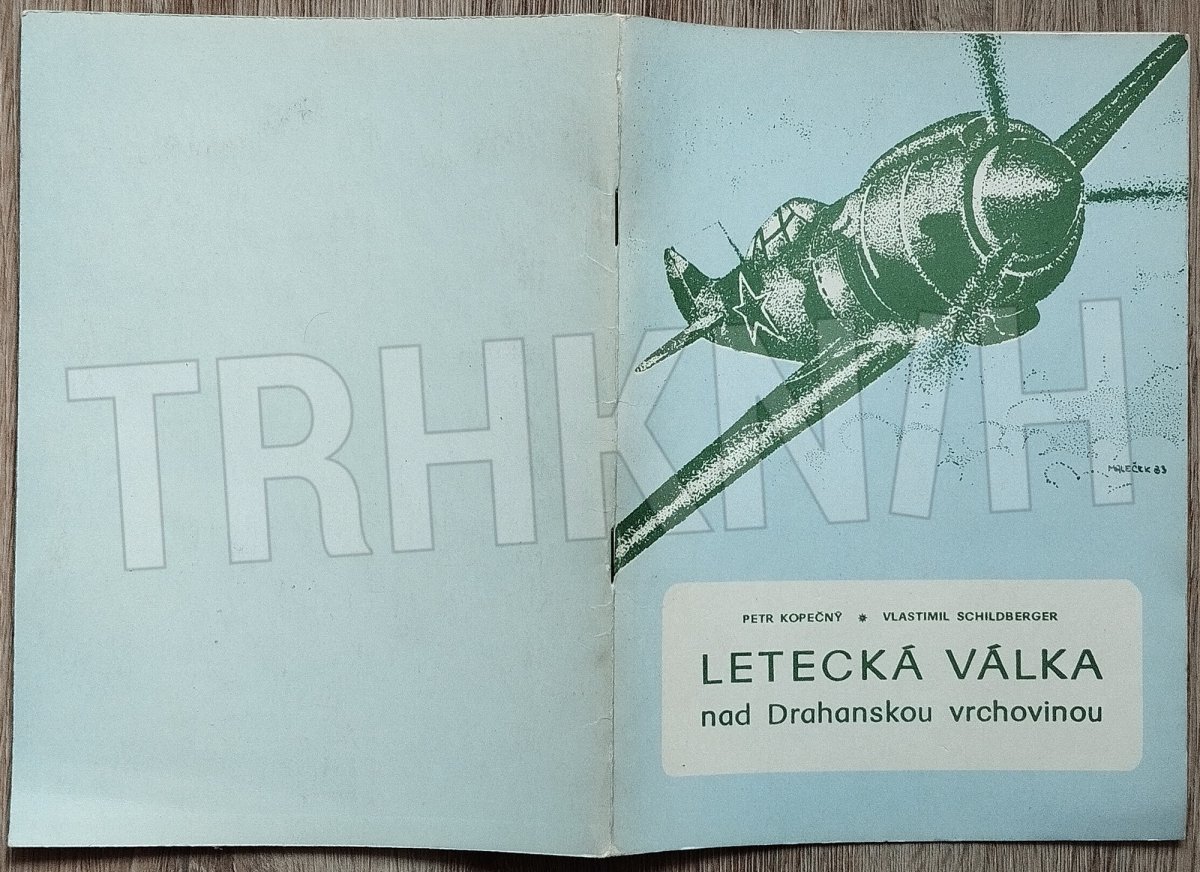 TRHKNIH
MALEČEK 83
PETR KOPEČNÝ * VLASTIMIL SCHILDBERGER
LETECKÁ VÁLKA
nad Drahanskou vrchovinou